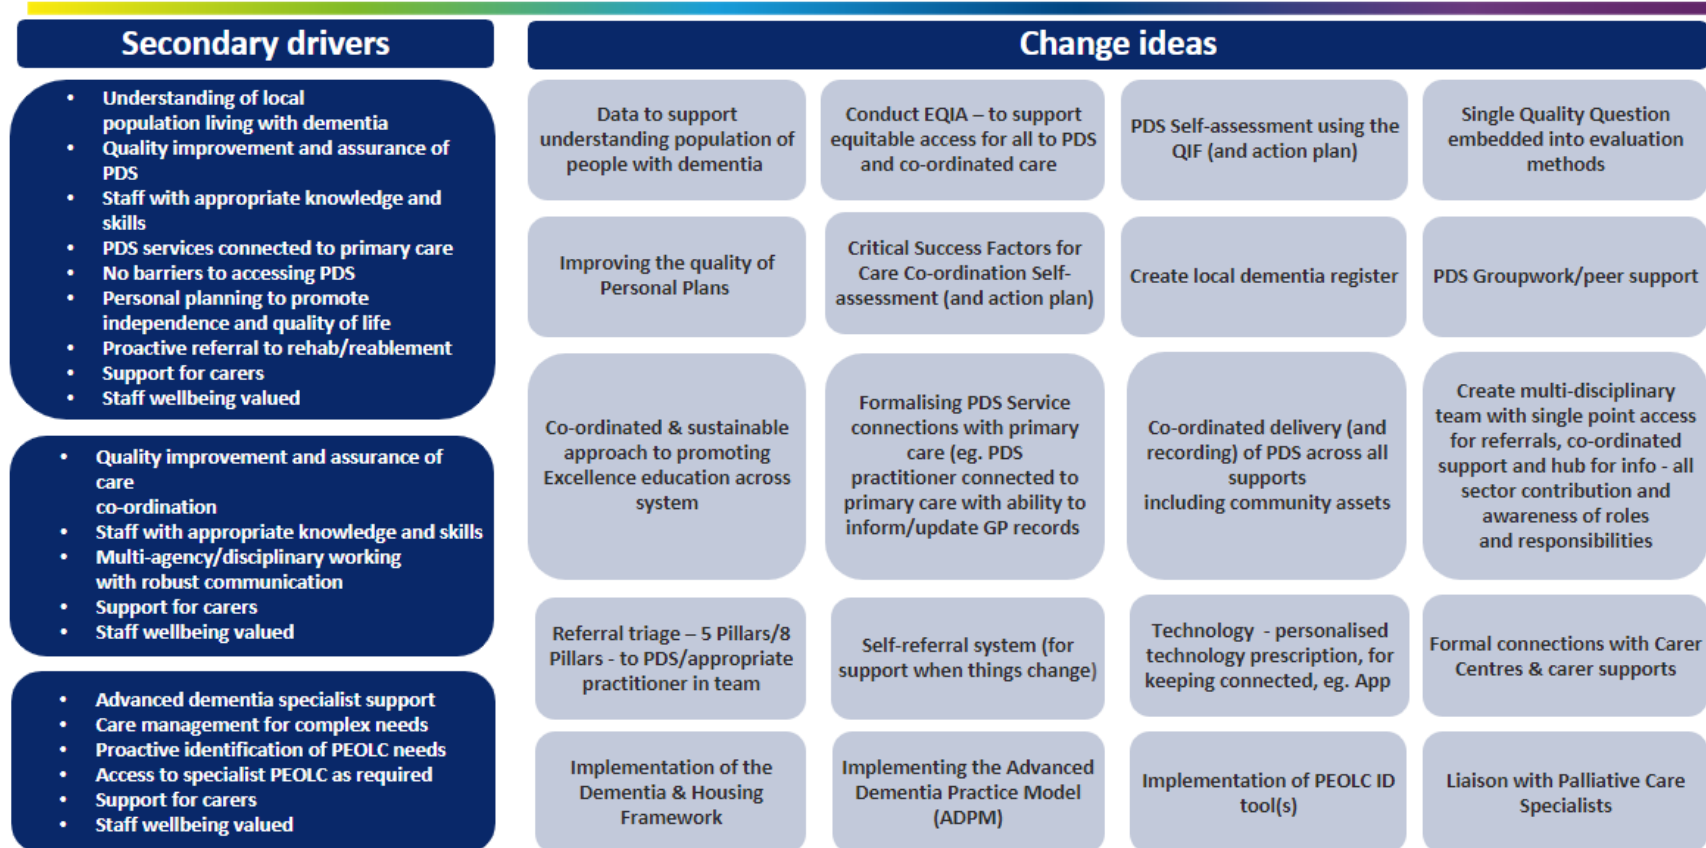 Secondary drivers
• Understanding of local
population living with dementia
• Quality improvement and assurance of
PDS
• Staff with appropriate knowledge and
skills
• PDS services connected to primary care
• No barriers to accessing PDS
• Personal planning to promote
independence and quality of life
• Proactive referral to rehab/reablement
• Support for carers
• Staff wellbeing valued
• Quality improvement and assurance of
care
co-ordination
• Staff with appropriate knowledge and skills
• Multi-agency/disciplinary working
with robust communication
• Support for carers
• Staff wellbeing valued
• Advanced dementia specialist support
• Care management for complex needs
• Proactive identification of PEOLC needs
• Access to specialist PEOLC as required
• Support for carers
• Staff wellbeing valued
Change ideas
Data to support
understanding population of
people with dementia
Conduct EQIA – to support
equitable access for all to PDS
and co-ordinated care
PDS Self-assessment using the
QIF (and action plan)
Single Quality Question
embedded into evaluation
methods
Improving the quality of
Personal Plans
Critical Success Factors for
Care Co-ordination Self-
assessment (and action plan)
Create local dementia register
PDS Groupwork/peer support
Co-ordinated & sustainable
approach to promoting
Excellence education across
system
Formalising PDS Service
connections with primary
care (eg. PDS
practitioner connected to
primary care with ability to
inform/update GP records
Co-ordinated delivery (and
recording) of PDS across all
supports
including community assets
Create multi-disciplinary
team with single point access
for referrals, co-ordinated
support and hub for info - all
sector contribution and
awareness of roles
and responsibilities
Referral triage – 5 Pillars/8
Pillars - to PDS/appropriate
practitioner in team
Self-referral system (for
support when things change)
Technology - personalised
technology prescription, for
keeping connected, eg. App
Formal connections with Carer
Centres & carer supports
Implementation of the
Dementia & Housing
Framework
Implementing the Advanced
Dementia Practice Model
(ADPM)
Implementation of PEOLC ID
tool(s)
Liaison with Palliative Care
Specialists